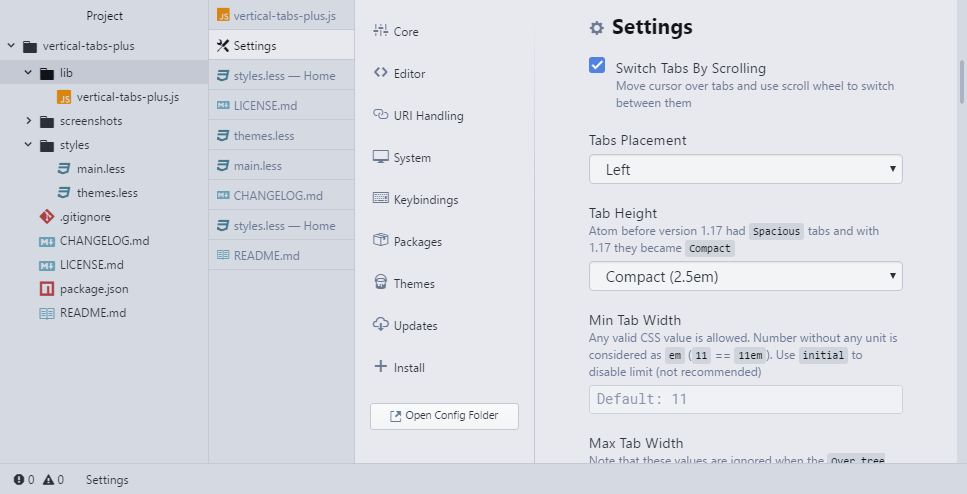 Project
vertical-tabs-plus
lib
vertical-tabs-plus.js
screenshots
styles
main.less
themes.less
.gitignore
CHANGELOG.md
LICENSE.md
package.json
README.md
vertical-tabs-plus.js
Settings
styles.less — Home
LICENSE.md
themes.less
main.less
CHANGELOG.md
styles.less — Home
README.md
Core
Editor
URI Handling
System
Keybindings
Packages
Themes
Updates
Install
Open Config Folder
Settings
Switch Tabs By Scrolling
Move cursor over tabs and use scroll wheel to switch
between them
Tabs Placement
Left
Tab Height
Atom before version 1.17 had Spacious tabs and with
1.17 they became Compact
Compact (2.5em)
Min Tab Width
Any valid CSS value is allowed. Number without any unit is
considered as em (11 == 11em). Use initial to
disable limit (not recommended)
Default: 11
Max Tab Width
Note that these values are ignored when the Over tree
0 0 Settings